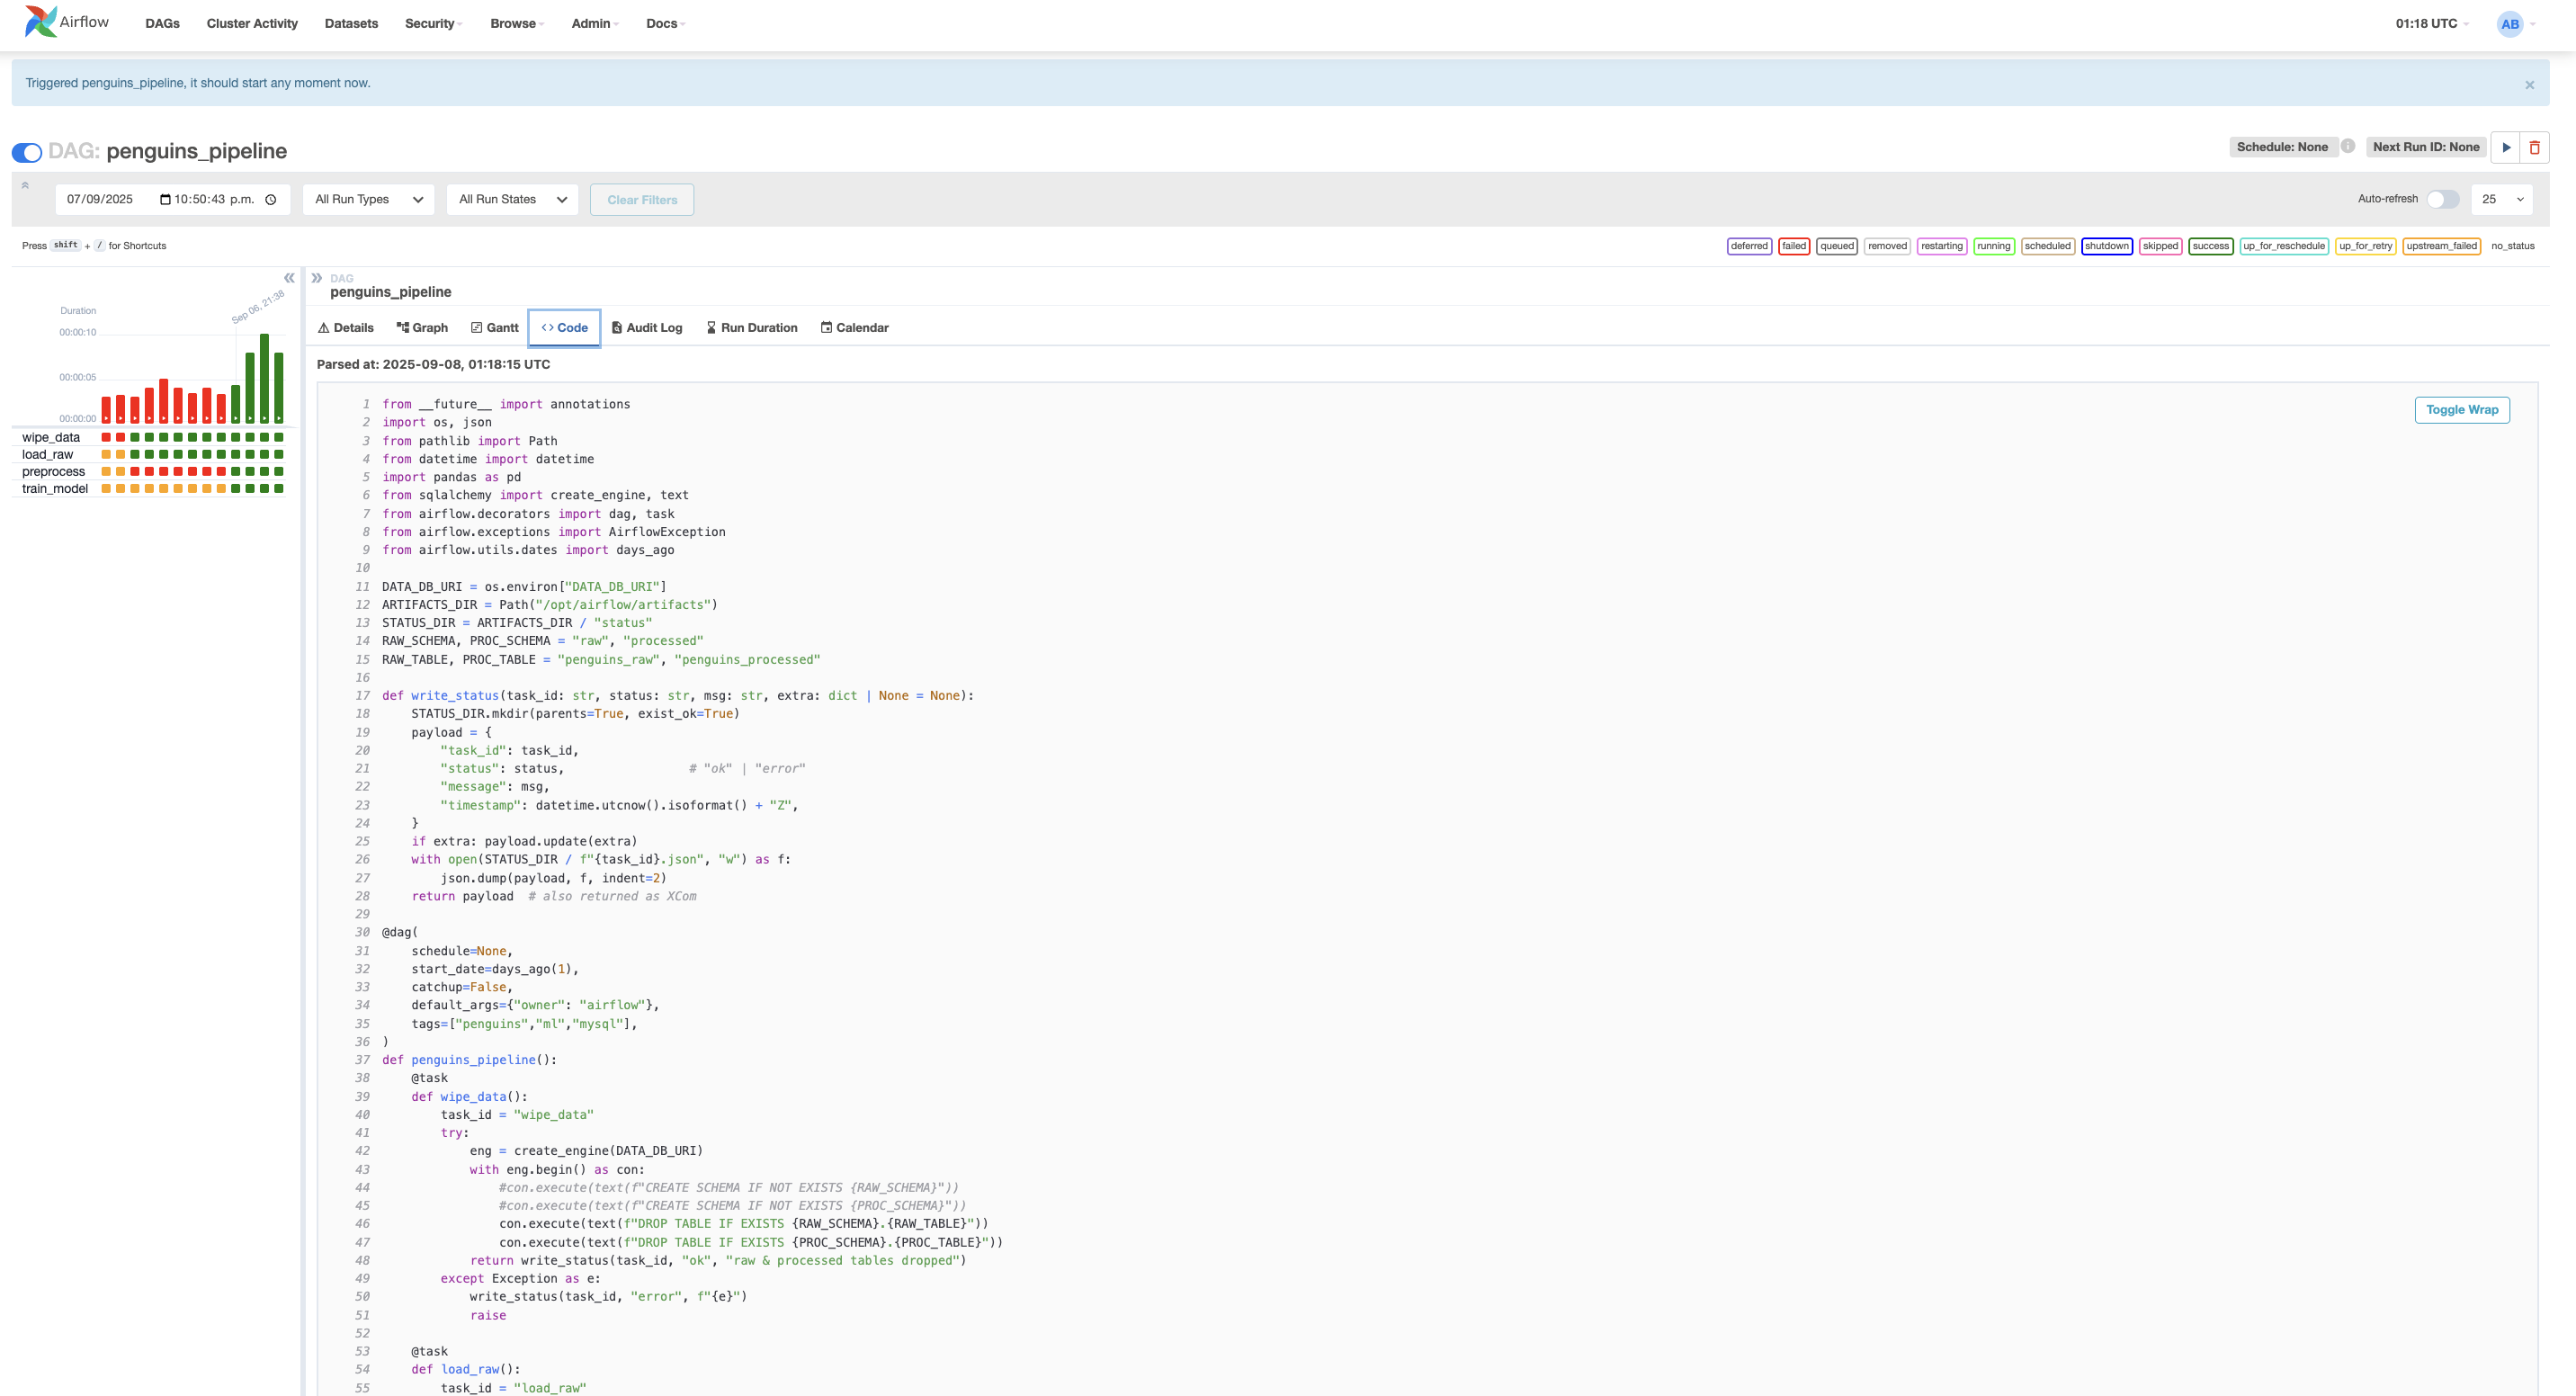 Airflow DAGs Cluster Activity Datasets Security Browse Admin Docs 01:18 UTC AB
Triggered penguins_pipeline, it should start any moment now. ×
DAG: penguins_pipeline Schedule: None Next Run ID: None
07/09/2025 10:50:43 p.m. All Run Types All Run States Clear Filters Auto-refresh 25
Press shift + / for Shortcuts deferred failed queued removed restarting running scheduled shutdown skipped success up_for_reschedule up_for_retry upstream_failed no_status
DAG
penguins_pipeline
Sep 06, 21:38
Duration
00:00:10
00:00:05
00:00:00
wipe_data
load_raw
preprocess
train_model
Details Graph Gantt Code Audit Log Run Duration Calendar
Parsed at: 2025-09-08, 01:18:15 UTC
Toggle Wrap
1 from __future__ import annotations
2 import os, json
3 from pathlib import Path
4 from datetime import datetime
5 import pandas as pd
6 from sqlalchemy import create_engine, text
7 from airflow.decorators import dag, task
8 from airflow.exceptions import AirflowException
9 from airflow.utils.dates import days_ago
10
11 DATA_DB_URI = os.environ["DATA_DB_URI"]
12 ARTIFACTS_DIR = Path("/opt/airflow/artifacts")
13 STATUS_DIR = ARTIFACTS_DIR / "status"
14 RAW_SCHEMA, PROC_SCHEMA = "raw", "processed"
15 RAW_TABLE, PROC_TABLE = "penguins_raw", "penguins_processed"
16
17 def write_status(task_id: str, status: str, msg: str, extra: dict | None = None):
18     STATUS_DIR.mkdir(parents=True, exist_ok=True)
19     payload = {
20         "task_id": task_id,
21         "status": status,                 # "ok" | "error"
22         "message": msg,
23         "timestamp": datetime.utcnow().isoformat() + "Z",
24     }
25     if extra: payload.update(extra)
26     with open(STATUS_DIR / f"{task_id}.json", "w") as f:
27         json.dump(payload, f, indent=2)
28     return payload  # also returned as XCom
29
30 @dag(
31     schedule=None,
32     start_date=days_ago(1),
33     catchup=False,
34     default_args={"owner": "airflow"},
35     tags=["penguins","ml","mysql"],
36 )
37 def penguins_pipeline():
38     @task
39     def wipe_data():
40         task_id = "wipe_data"
41         try:
42             eng = create_engine(DATA_DB_URI)
43             with eng.begin() as con:
44                 #con.execute(text(f"CREATE SCHEMA IF NOT EXISTS {RAW_SCHEMA}"))
45                 #con.execute(text(f"CREATE SCHEMA IF NOT EXISTS {PROC_SCHEMA}"))
46                 con.execute(text(f"DROP TABLE IF EXISTS {RAW_SCHEMA}.{RAW_TABLE}"))
47                 con.execute(text(f"DROP TABLE IF EXISTS {PROC_SCHEMA}.{PROC_TABLE}"))
48             return write_status(task_id, "ok", "raw & processed tables dropped")
49         except Exception as e:
50             write_status(task_id, "error", f"{e}")
51             raise
52
53     @task
54     def load_raw():
55         task_id = "load_raw"